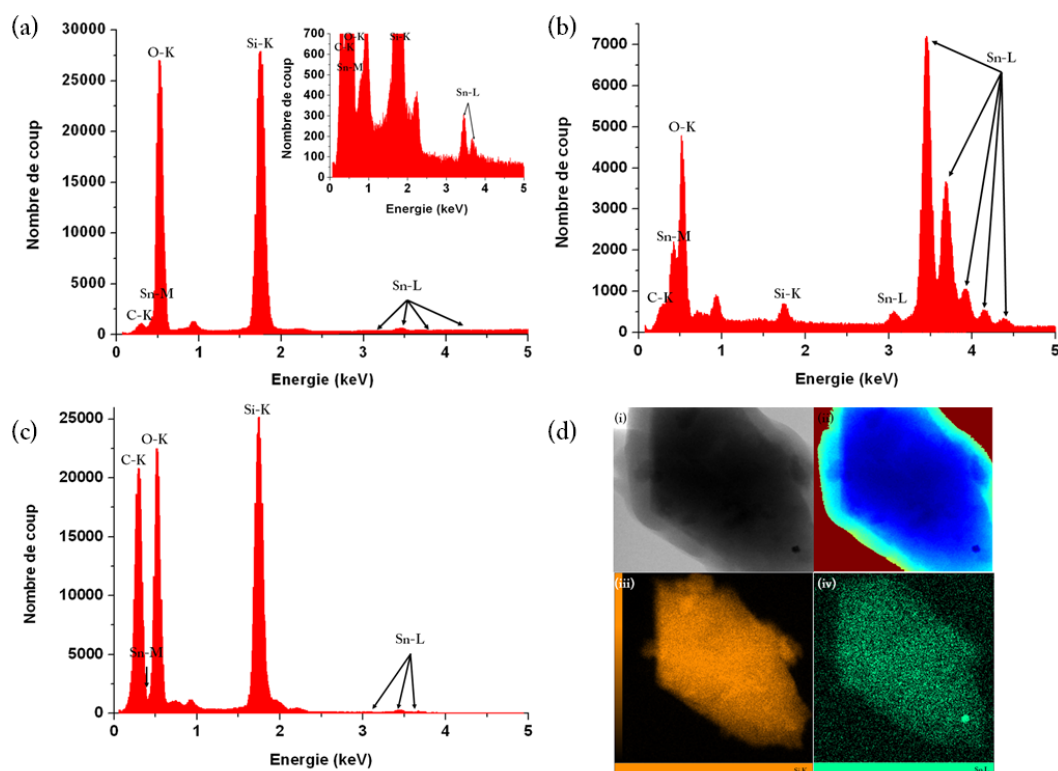 (a)
30000
25000
20000
15000
10000
5000
0
Nombre de coup
O-K
Si-K
Sn-M
C-K
Sn-L
0 1 2 3 4 5
Energie (keV)
700
600
500
400
300
200
100
0
Nombre de coup
O-K
C-K
Sn-M
Si-K
Sn-L
0 1 2 3 4 5
Energie (keV)
(b)
7000
6000
5000
4000
3000
2000
1000
0
Nombre de coup
Sn-L
O-K
Sn-M
C-K
Si-K
Sn-L
0 1 2 3 4 5
Energie (keV)
(c)
25000
20000
15000
10000
5000
0
Nombre de coup
Si-K
O-K
C-K
Sn-M
Sn-L
0 1 2 3 4 5
Energie (keV)
(d)
(i)
(ii)
(iii)
(iv)
Si K
Sn L